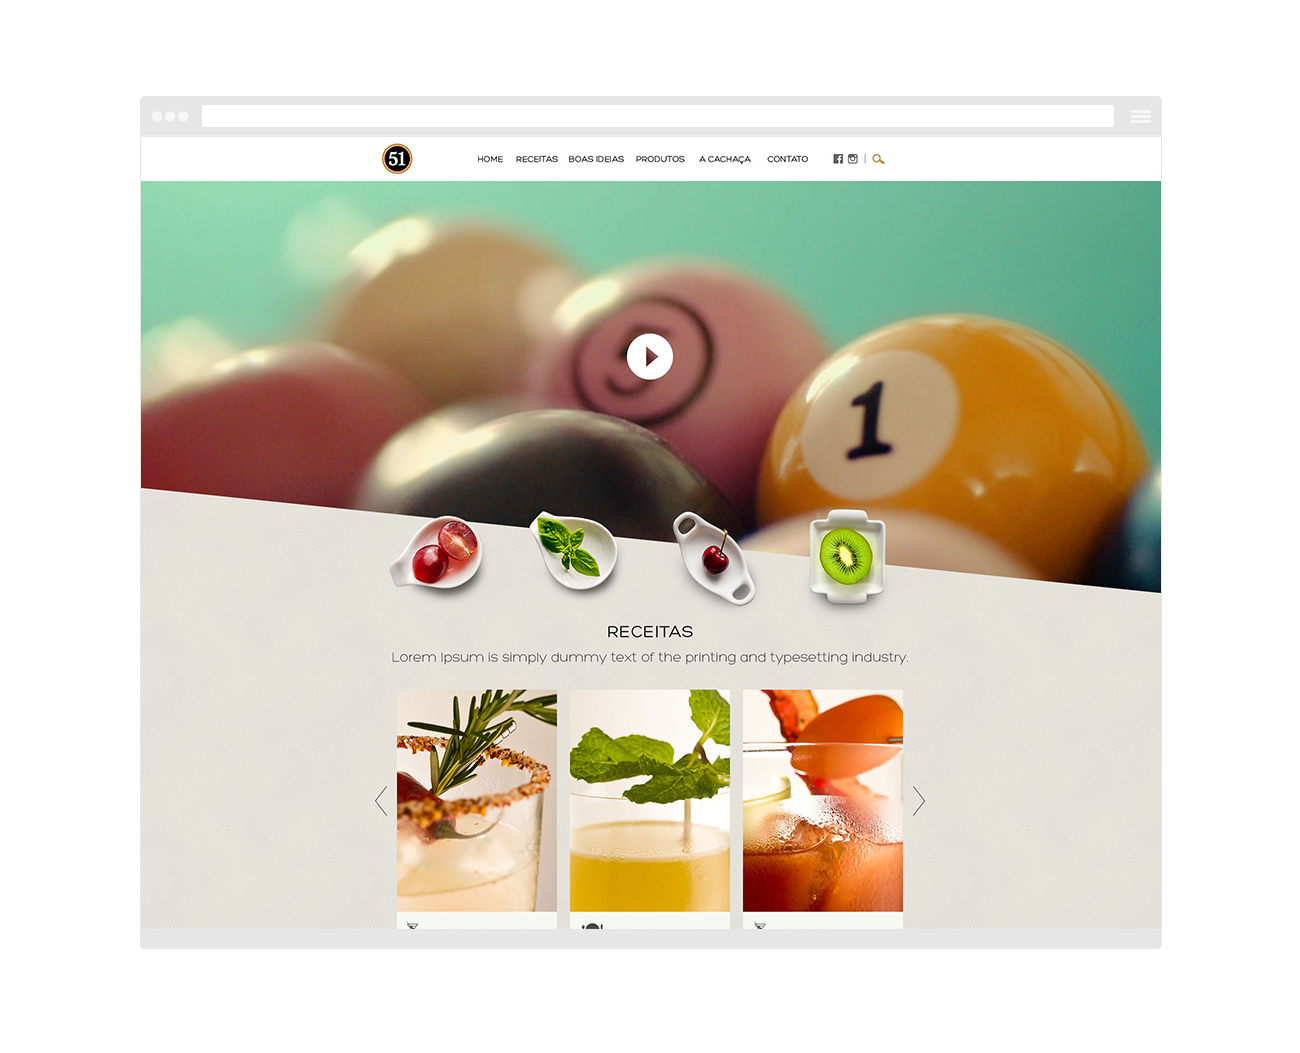 51
HOME RECEITAS BOAS IDEIAS PRODUTOS A CACHAÇA CONTATO
1
RECEITAS
Lorem Ipsum is simply dummy text of the printing and typesetting industry.